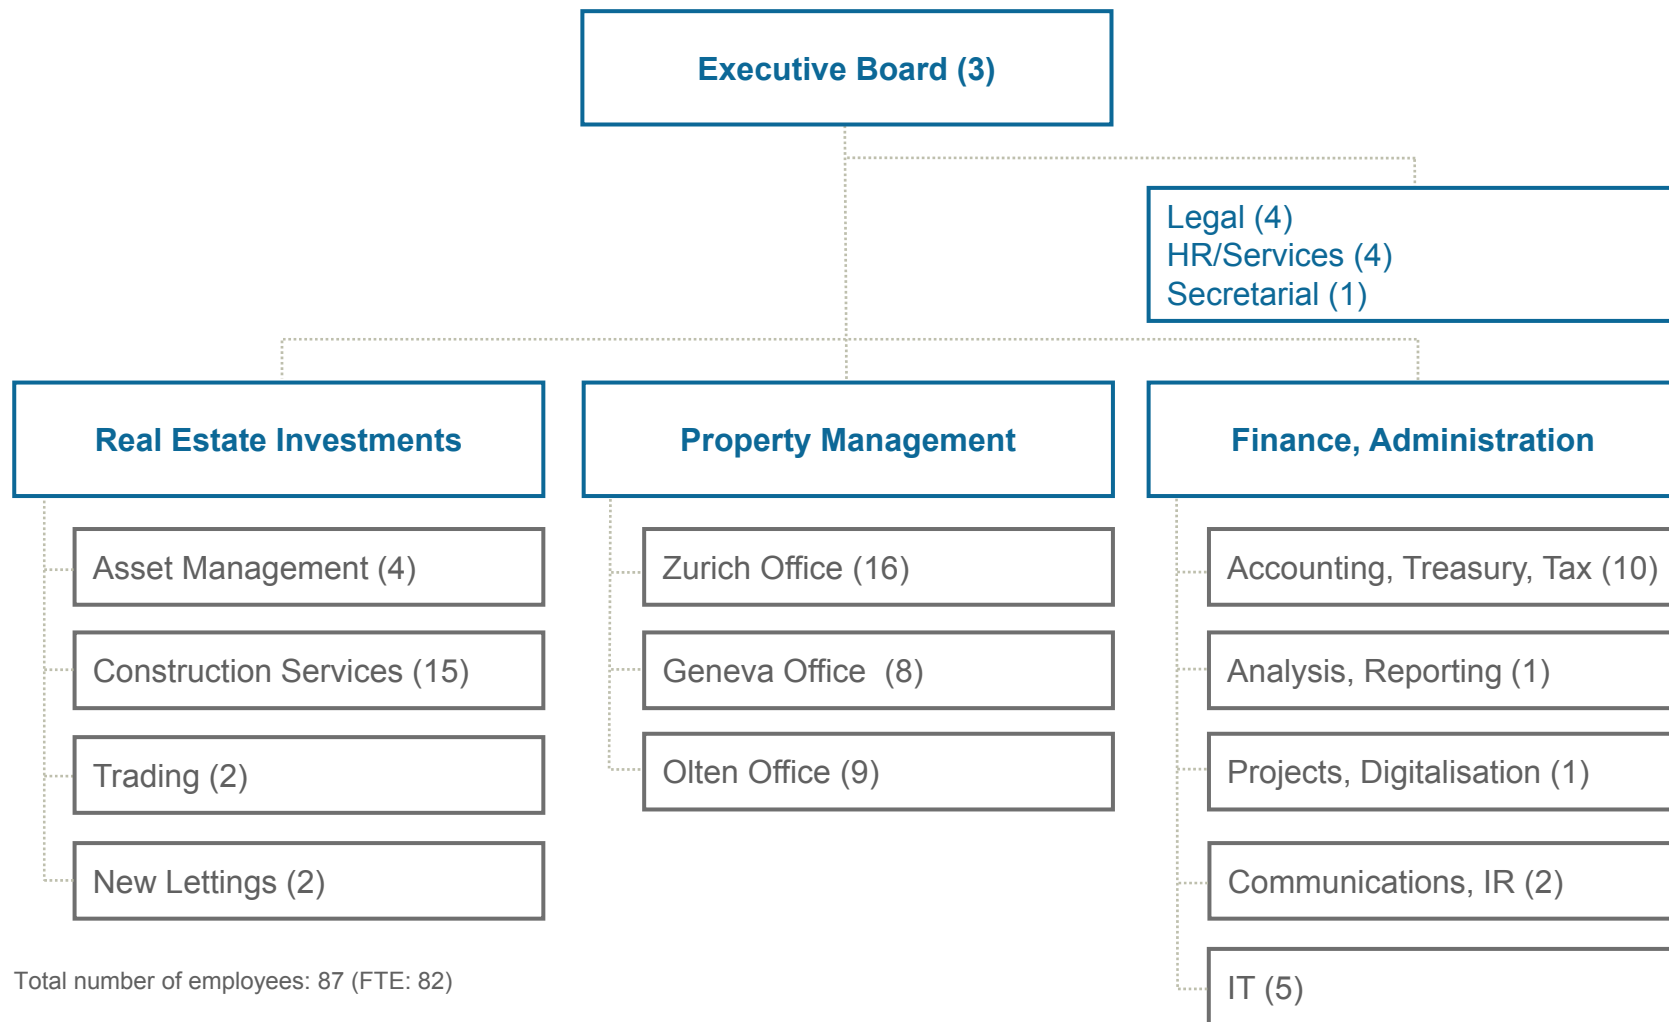 Executive Board (3)
Legal (4)
HR/Services (4)
Secretarial (1)
Real Estate Investments
Asset Management (4)
Construction Services (15)
Trading (2)
New Lettings (2)
Property Management
Zurich Office (16)
Geneva Office  (8)
Olten Office (9)
Finance, Administration
Accounting, Treasury, Tax (10)
Analysis, Reporting (1)
Projects, Digitalisation (1)
Communications, IR (2)
IT (5)
Total number of employees: 87 (FTE: 82)